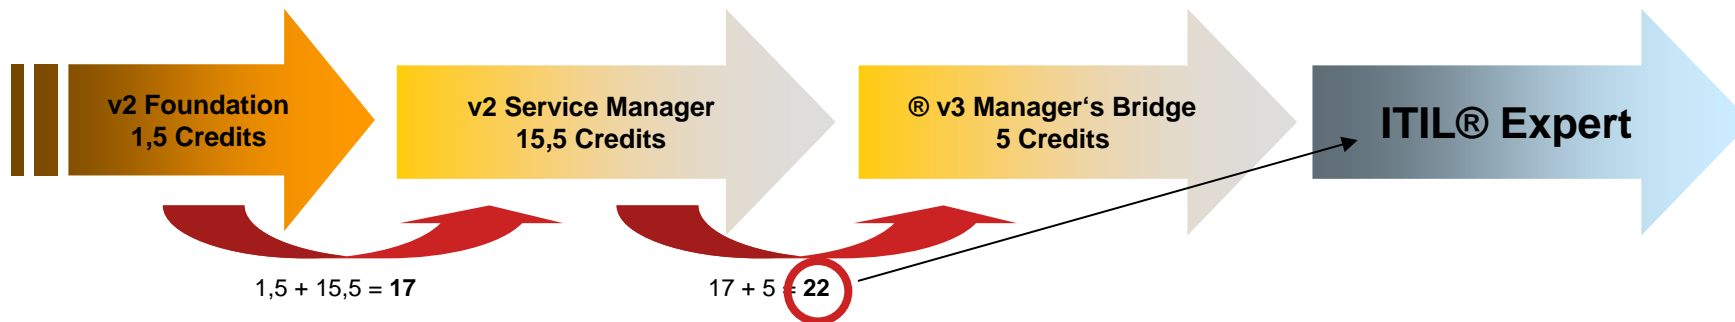 v2 Foundation
1,5 Credits
v2 Service Manager
15,5 Credits
® v3 Manager‘s Bridge
5 Credits
ITIL® Expert
1,5 + 15,5 = 17
17 + 5 = 22